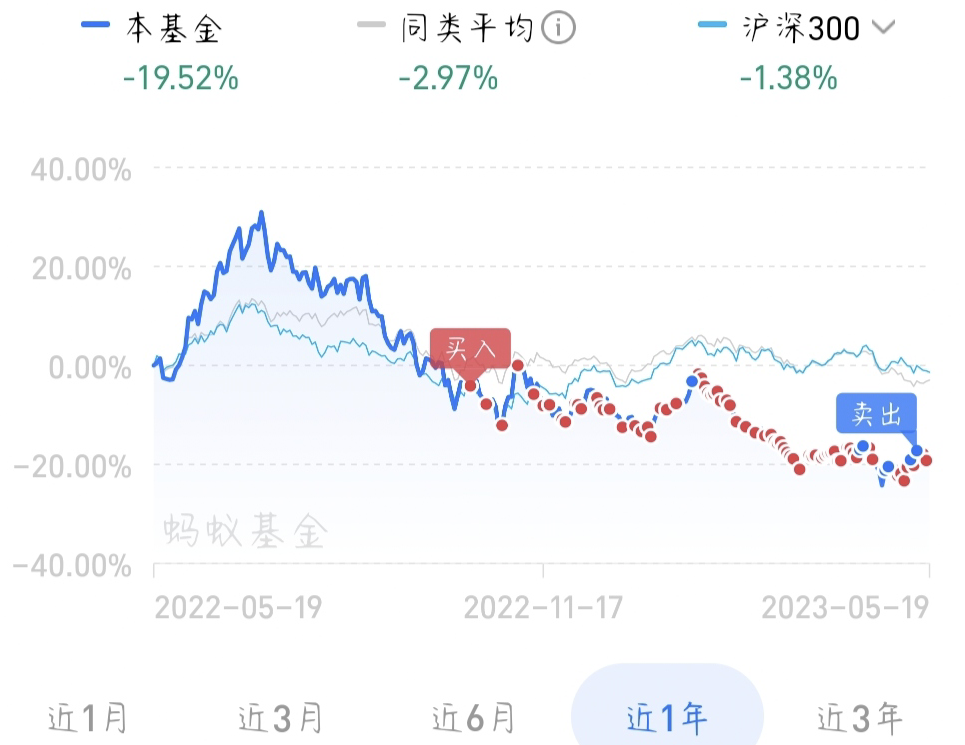 本基金 同类平均 沪深300
-19.52% -2.97% -1.38%
40.00%
20.00%
0.00%
买入
卖出
-20.00%
蚂蚁基金
-40.00%
2022-05-19 2022-11-17 2023-05-19
近1月 近3月 近6月 近1年 近3年